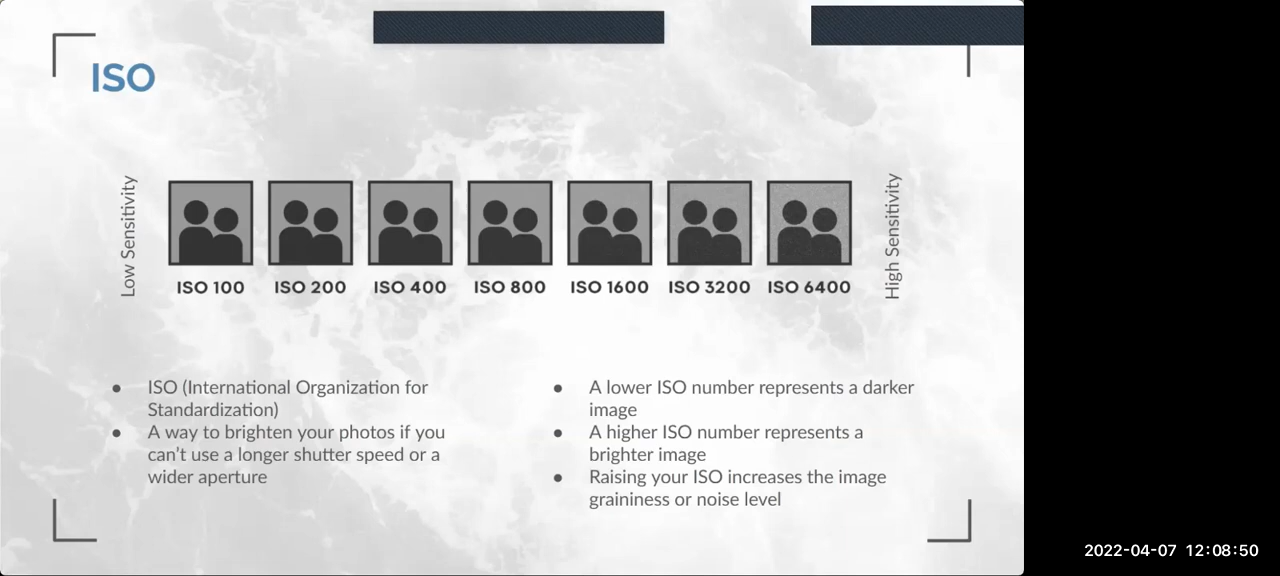 ISO
Low Sensitivity
High Sensitivity
ISO 100 ISO 200 ISO 400 ISO 800 ISO 1600 ISO 3200 ISO 6400
● ISO (International Organization for
Standardization)
● A way to brighten your photos if you
can't use a longer shutter speed or a
wider aperture
● A lower ISO number represents a darker
image
● A higher ISO number represents a
brighter image
● Raising your ISO increases the image
graininess or noise level
2022-04-07 12:08:50